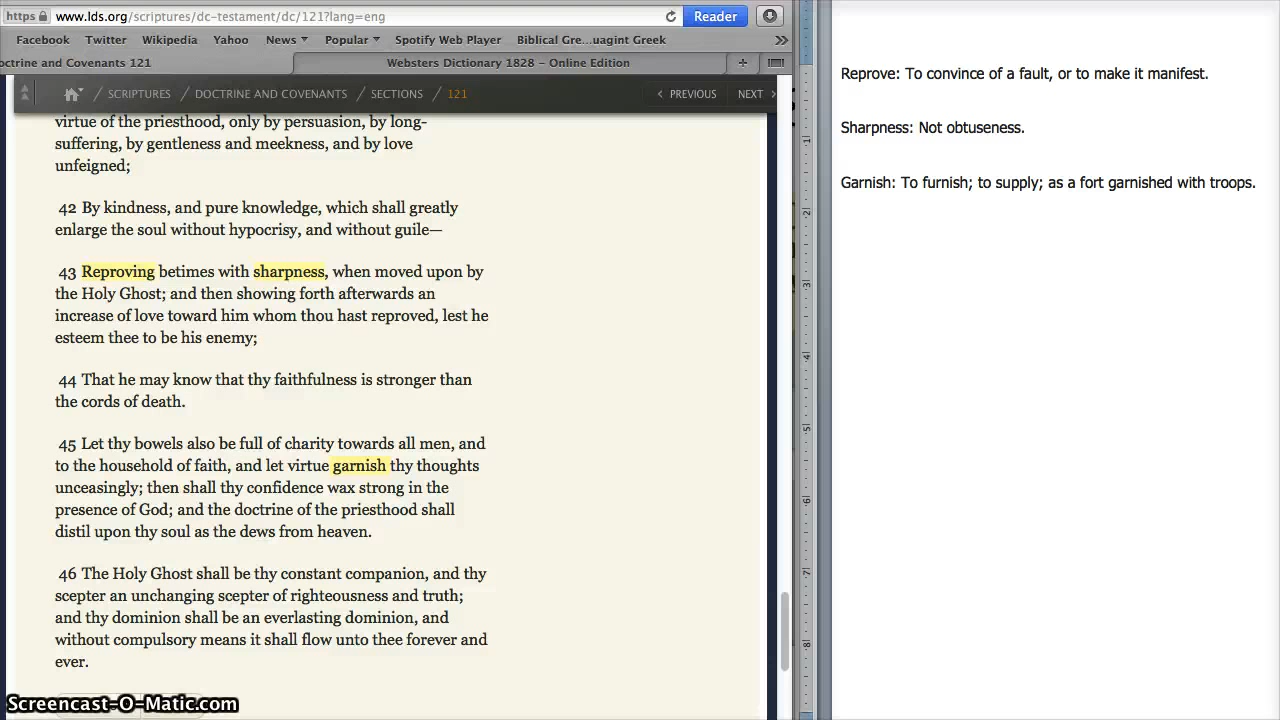 https www.lds.org/scriptures/dc-testament/dc/121?lang=eng Reader
Facebook Twitter Wikipedia Yahoo News Popular Spotify Web Player Biblical Gre...uagint Greek
octrine and Covenants 121 Websters Dictionary 1828 - Online Edition
/ SCRIPTURES / DOCTRINE AND COVENANTS / SECTIONS / 121 < PREVIOUS NEXT >
virtue of the priesthood, only by persuasion, by long-
suffering, by gentleness and meekness, and by love
unfeigned;
42 By kindness, and pure knowledge, which shall greatly
enlarge the soul without hypocrisy, and without guile—
43 Reproving betimes with sharpness, when moved upon by
the Holy Ghost; and then showing forth afterwards an
increase of love toward him whom thou hast reproved, lest he
esteem thee to be his enemy;
44 That he may know that thy faithfulness is stronger than
the cords of death.
45 Let thy bowels also be full of charity towards all men, and
to the household of faith, and let virtue garnish thy thoughts
unceasingly; then shall thy confidence wax strong in the
presence of God; and the doctrine of the priesthood shall
distil upon thy soul as the dews from heaven.
46 The Holy Ghost shall be thy constant companion, and thy
scepter an unchanging scepter of righteousness and truth;
and thy dominion shall be an everlasting dominion, and
without compulsory means it shall flow unto thee forever and
ever.
Screencast-O-Matic.com
1
2
3
4
5
6
7
8
Reprove: To convince of a fault, or to make it manifest.
Sharpness: Not obtuseness.
Garnish: To furnish; to supply; as a fort garnished with troops.